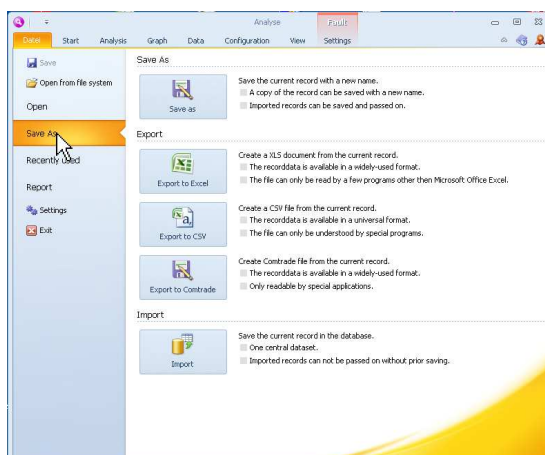 Analyse
Fault
Datei
Start
Analysis
Graph
Data
Configuration
View
Settings
Save
Open from file system
Open
Save As
Recently used
Report
Settings
Exit
Save As
Save as
Save the current record with a new name.
A copy of the record can be saved with a new name.
Imported records can be saved and passed on.
Export
Export to Excel
Create a XLS document from the current record.
The recorddata is available in a widely-used format.
The file can only be read by a few programs other then Microsoft Office Excel.
a,
Export to CSV
Create a CSV file from the current record.
The recorddata is available in a universal format.
The file can only be understood by special programs.
Export to Comtrade
Create Comtrade file from the current record.
The recorddata is available in a widely-used format.
Only readable by special applications.
Import
Import
Save the current record in the database.
One central dataset.
Imported records can not be passed on without prior saving.